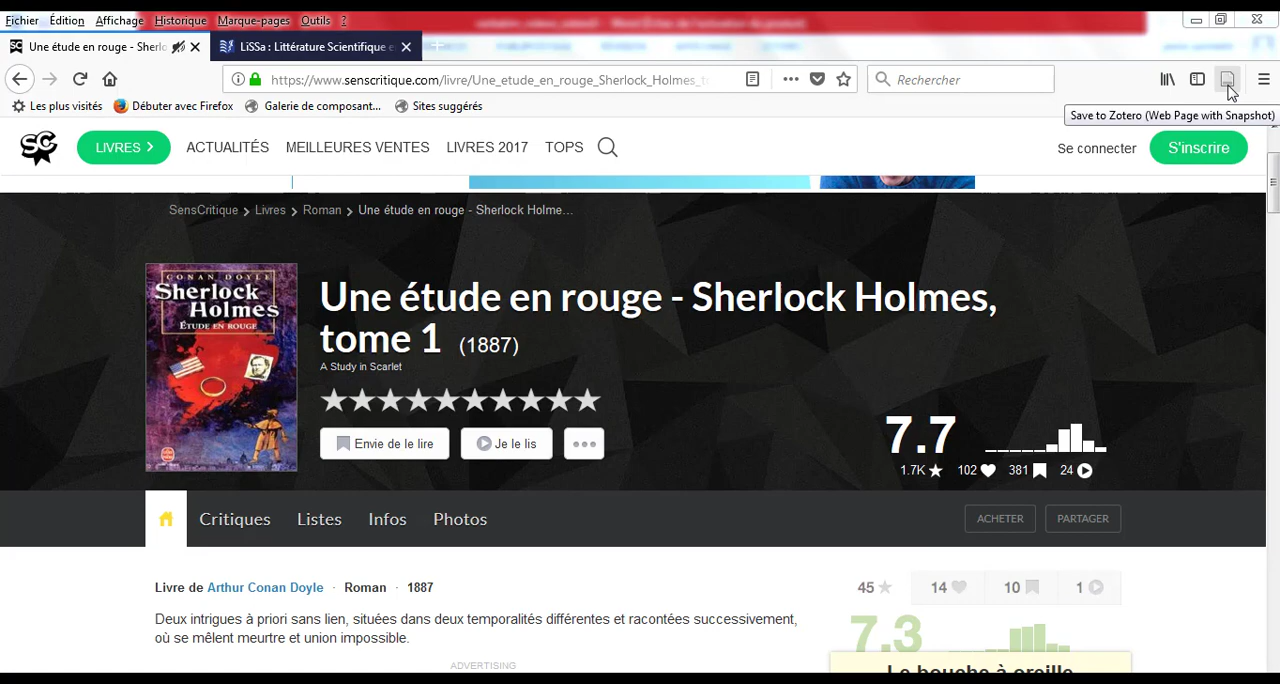 Fichier Édition Affichage Historique Marque-pages Outils ?
Une étude en rouge - Sherlo
LiSSa : Littérature Scientifique e
https://www.senscritique.com/livre/Une_etude_en_rouge_Sherlock_Holmes_to
Rechercher
Les plus visités Débuter avec Firefox Galerie de composant... Sites suggérés
Save to Zotero (Web Page with Snapshot)
SC LIVRES ACTUALITÉS MEILLEURES VENTES LIVRES 2017 TOPS Se connecter S'inscrire
SensCritique > Livres > Roman > Une étude en rouge - Sherlock Holme...
CONAN DOYLE
Sherlock
Holmes
ÉTUDE EN ROUGE
Une étude en rouge - Sherlock Holmes,
tome 1 (1887)
A Study in Scarlet
Envie de le lire Je le lis
7.7
1.7K 102 381 24
Critiques Listes Infos Photos ACHETER PARTAGER
Livre de Arthur Conan Doyle · Roman · 1887
45 14 10 1
Deux intrigues à priori sans lien, situées dans deux temporalités différentes et racontées successivement,
où se mêlent meurtre et union impossible.
7.3
ADVERTISING
Le bouche à oreille